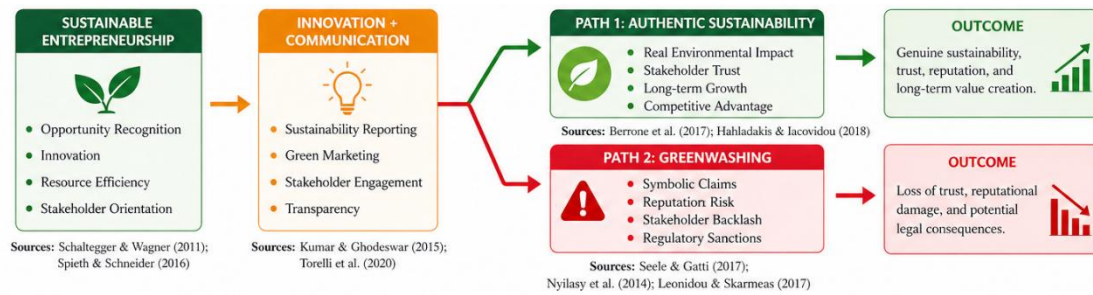 SUSTAINABLE
ENTREPRENEURSHIP
Opportunity Recognition
Innovation
Resource Efficiency
Stakeholder Orientation
Sources: Schaltegger & Wagner (2011);
Spieth & Schneider (2016)
INNOVATION +
COMMUNICATION
Sustainability Reporting
Green Marketing
Stakeholder Engagement
Transparency
Sources: Kumar & Ghodeswar (2015);
Torelli et al. (2020)
PATH 1: AUTHENTIC SUSTAINABILITY
Real Environmental Impact
Stakeholder Trust
Long-term Growth
Competitive Advantage
Sources: Berrone et al. (2017); Hahladakis & Iacovidou (2018)
OUTCOME
Genuine sustainability,
trust, reputation, and
long-term value creation.
PATH 2: GREENWASHING
Symbolic Claims
Reputation Risk
Stakeholder Backlash
Regulatory Sanctions
Sources: Seele & Gatti (2017);
Nyilasy et al. (2014); Leonidou & Skarmeas (2017)
OUTCOME
Loss of trust, reputational
damage, and potential
legal consequences.